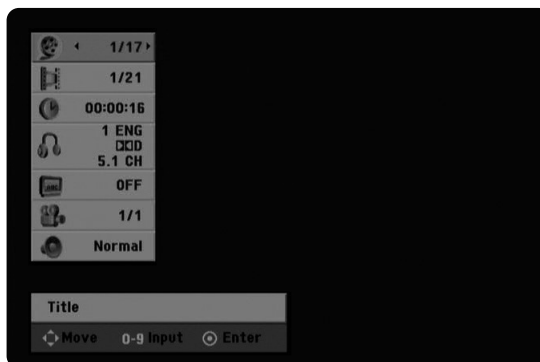 1/17
1/21
00:00:16
1 ENG
D
5.1 CH
OFF
1/1
Normal
Title
Move 0-9 Input Enter